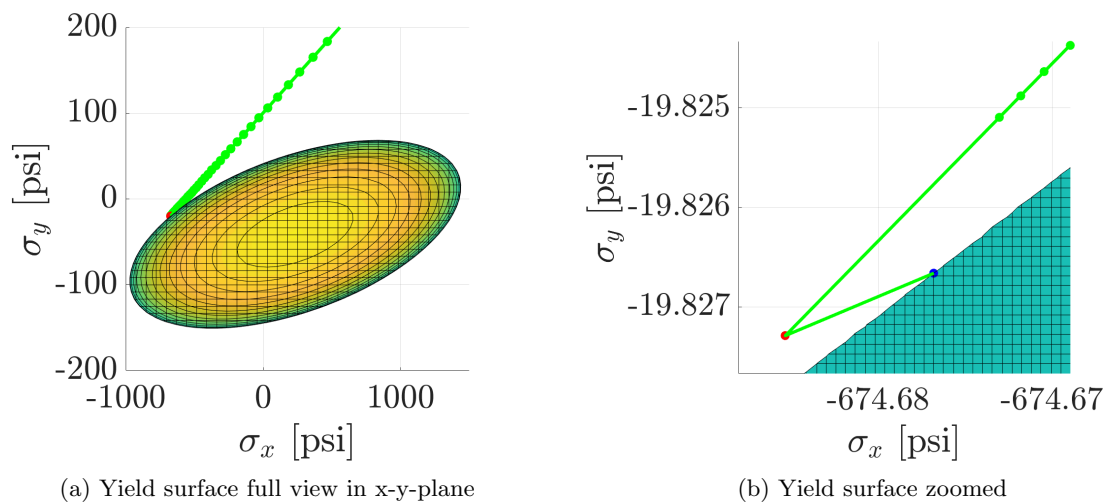 200
100
0
-100
-200
-1000
0
1000
σ_y [psi]
σ_x [psi]
(a) Yield surface full view in x-y-plane
-19.825
-19.826
-19.827
-674.68
-674.67
σ_y [psi]
σ_x [psi]
(b) Yield surface zoomed